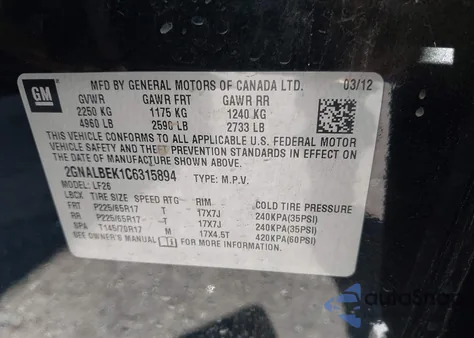 GM
MFD BY GENERAL MOTORS OF CANADA LTD. 03/12
GVWR GAWR FRT GAWR RR
2250 KG 1175 KG 1240 KG
4960 LB 2590 LB 2733 LB
THIS VEHICLE CONFORMS TO ALL APPLICABLE U.S. FEDERAL MOTOR
VEHICLE SAFETY AND THEFT PREVENTION STANDARDS IN EFFECT ON
THE DATE OF MANUFACTURE SHOWN ABOVE.
2GNALBEK1C6315894 TYPE: M.P.V.
MODEL: LF26
LBCX TIRE SIZE SPEED RTG RIM COLD TIRE PRESSURE
FRT P225/65R17 T 17X7J 240KPA(35PSI)
RR P225/65R17 T 17X7J 240KPA(35PSI)
SPA T145/70R17 M 17X4.5T 420KPA(60PSI)
SEE OWNER'S MANUAL FOR MORE INFORMATION.